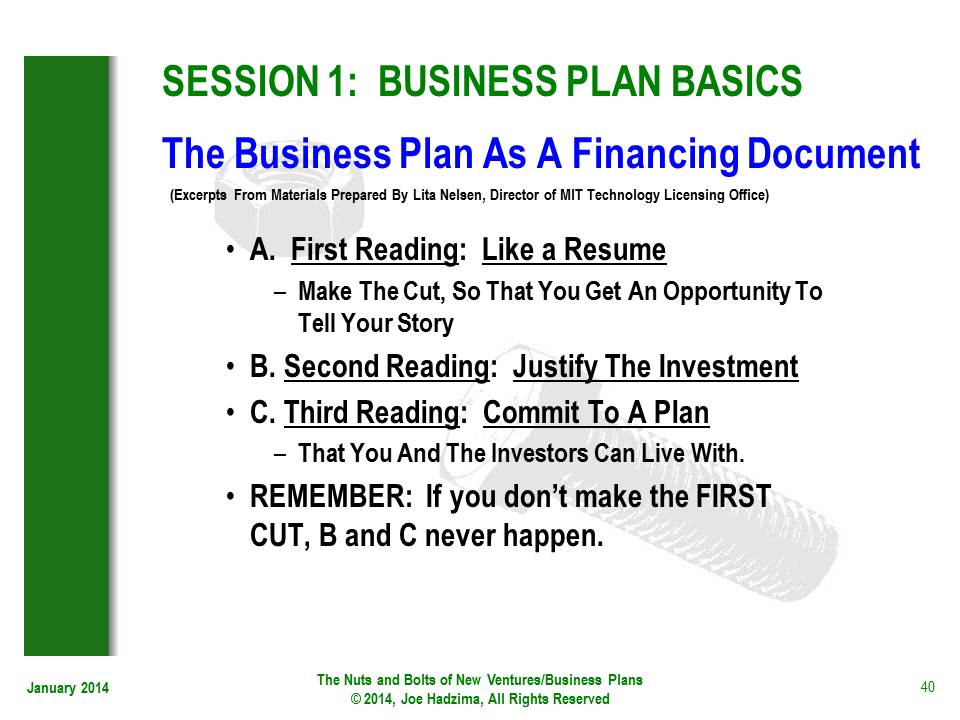 SESSION 1: BUSINESS PLAN BASICS
The Business Plan As A Financing Document
(Excerpts From Materials Prepared By Lita Nelsen, Director of MIT Technology Licensing Office)
• A. First Reading: Like a Resume
– Make The Cut, So That You Get An Opportunity To
Tell Your Story
• B. Second Reading: Justify The Investment
• C. Third Reading: Commit To A Plan
– That You And The Investors Can Live With.
• REMEMBER: If you don’t make the FIRST
CUT, B and C never happen.
January 2014
The Nuts and Bolts of New Ventures/Business Plans
© 2014, Joe Hadzima, All Rights Reserved
40